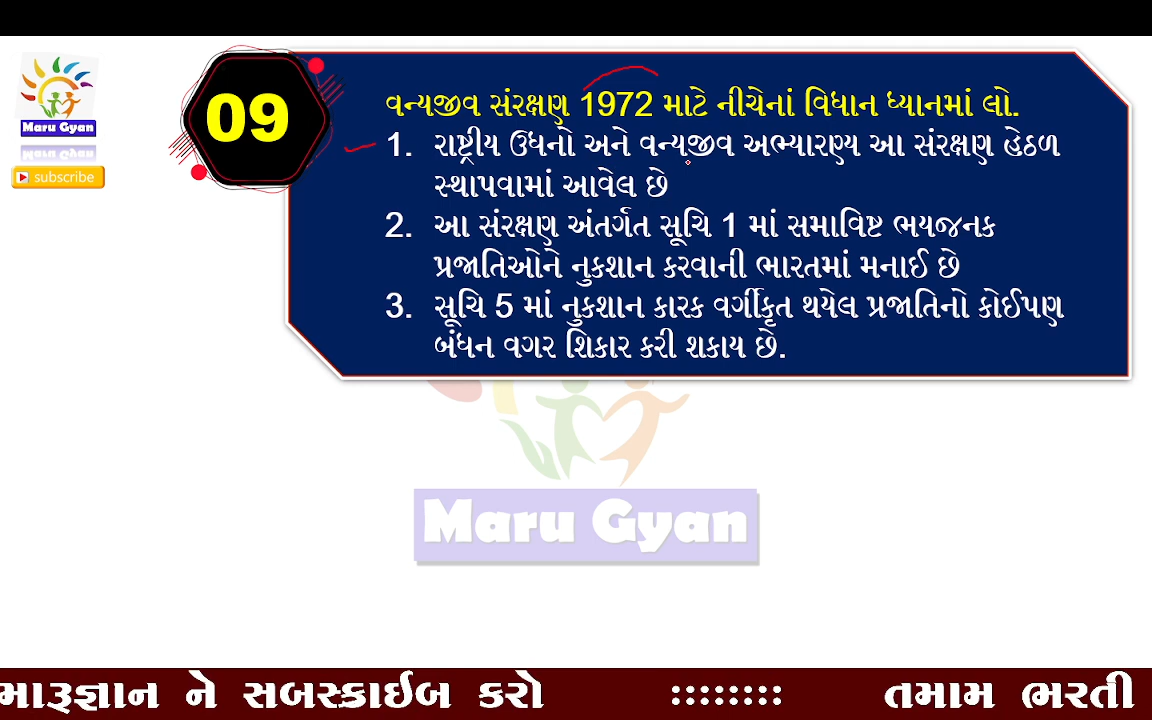 Maru Gyan
subscribe
09
વન્યજીવ સંરક્ષણ 1972 માટે નીચેનાં વિધાન ધ્યાનમાં લો.
1. રાષ્ટ્રીય ઉધનો અને વન્યજીવ અભ્યારણ્ય આ સંરક્ષણ હેઠળ
સ્થાપવામાં આવેલ છે
2. આ સંરક્ષણ અંતર્ગત સૂચિ 1 માં સમાવિષ્ટ ભયજનક
પ્રજાતિઓને નુકશાન કરવાની ભારતમાં મનાઈ છે
3. સૂચિ 5 માં નુકશાન કારક વર્ગીકૃત થયેલ પ્રજાતિનો કોઈપણ
બંધન વગર શિકાર કરી શકાય છે.
Maru Gyan
મારૂજ્ઞાન ને સબસ્ક્રાઈબ કરો :::::::: તમામ ભરતી